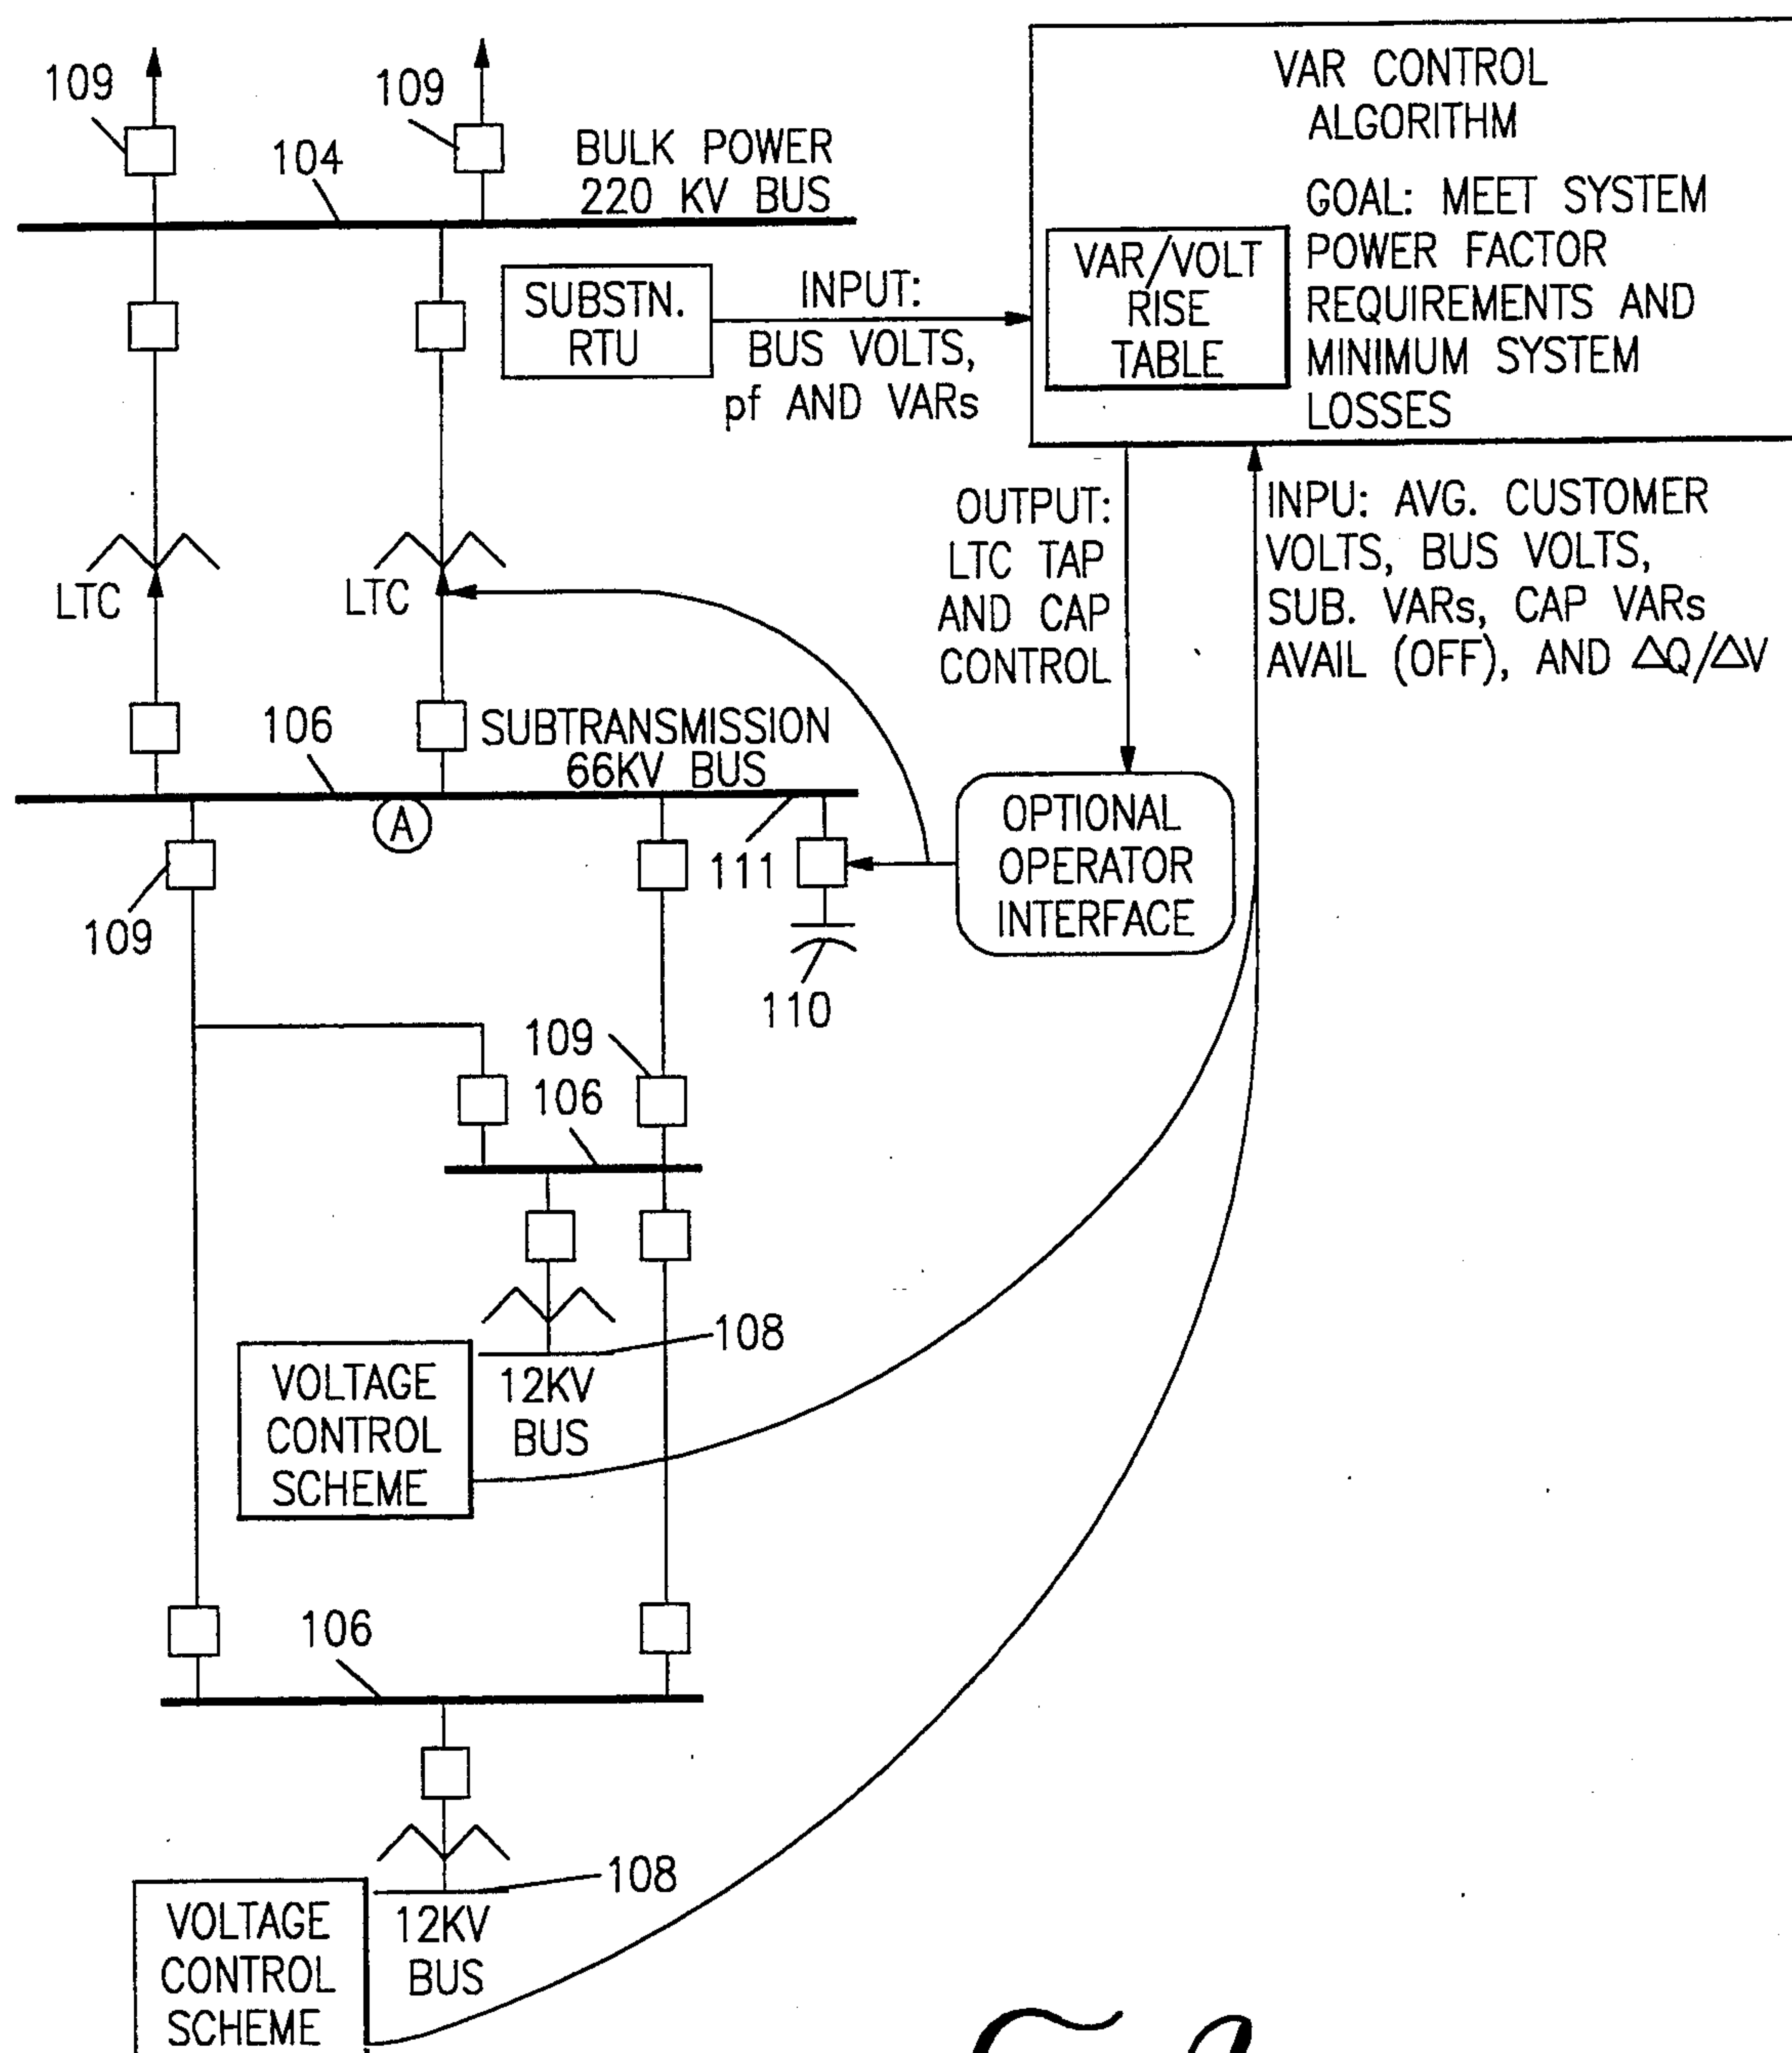 109
109
104
BULK POWER
220 KV BUS
SUBSTN.
RTU
INPUT:
BUS VOLTS,
pf AND VARs
VAR CONTROL
ALGORITHM
VAR/VOLT
RISE
TABLE
GOAL: MEET SYSTEM
POWER FACTOR
REQUIREMENTS AND
MINIMUM SYSTEM
LOSSES
LTC
LTC
OUTPUT:
LTC TAP
AND CAP
CONTROL
INPU: AVG. CUSTOMER
VOLTS, BUS VOLTS,
SUB. VARs, CAP VARs
AVAIL (OFF), AND ΔQ/ΔV
106
SUBTRANSMISSION
66KV BUS
A
109
111
110
OPTIONAL
OPERATOR
INTERFACE
109
106
108
12KV
BUS
VOLTAGE
CONTROL
SCHEME
106
108
12KV
BUS
VOLTAGE
CONTROL
SCHEME